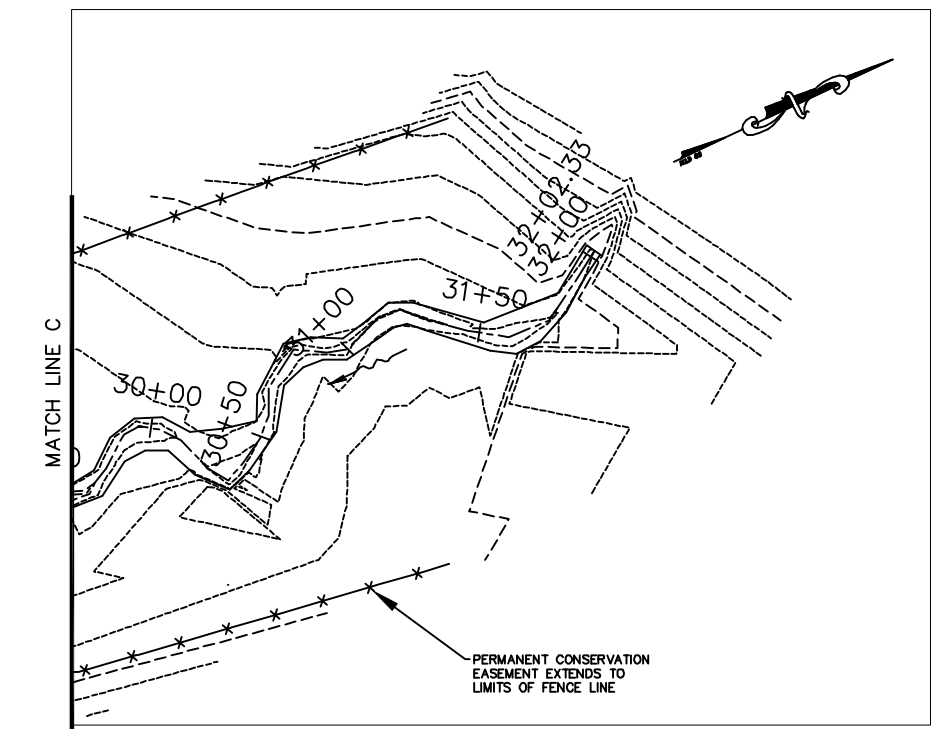 32+02.33
32+00
31+50
31+00
30+00
30+50
MATCH LINE C
PERMANENT CONSERVATION
EASEMENT EXTENDS TO
LIMITS OF FENCE LINE